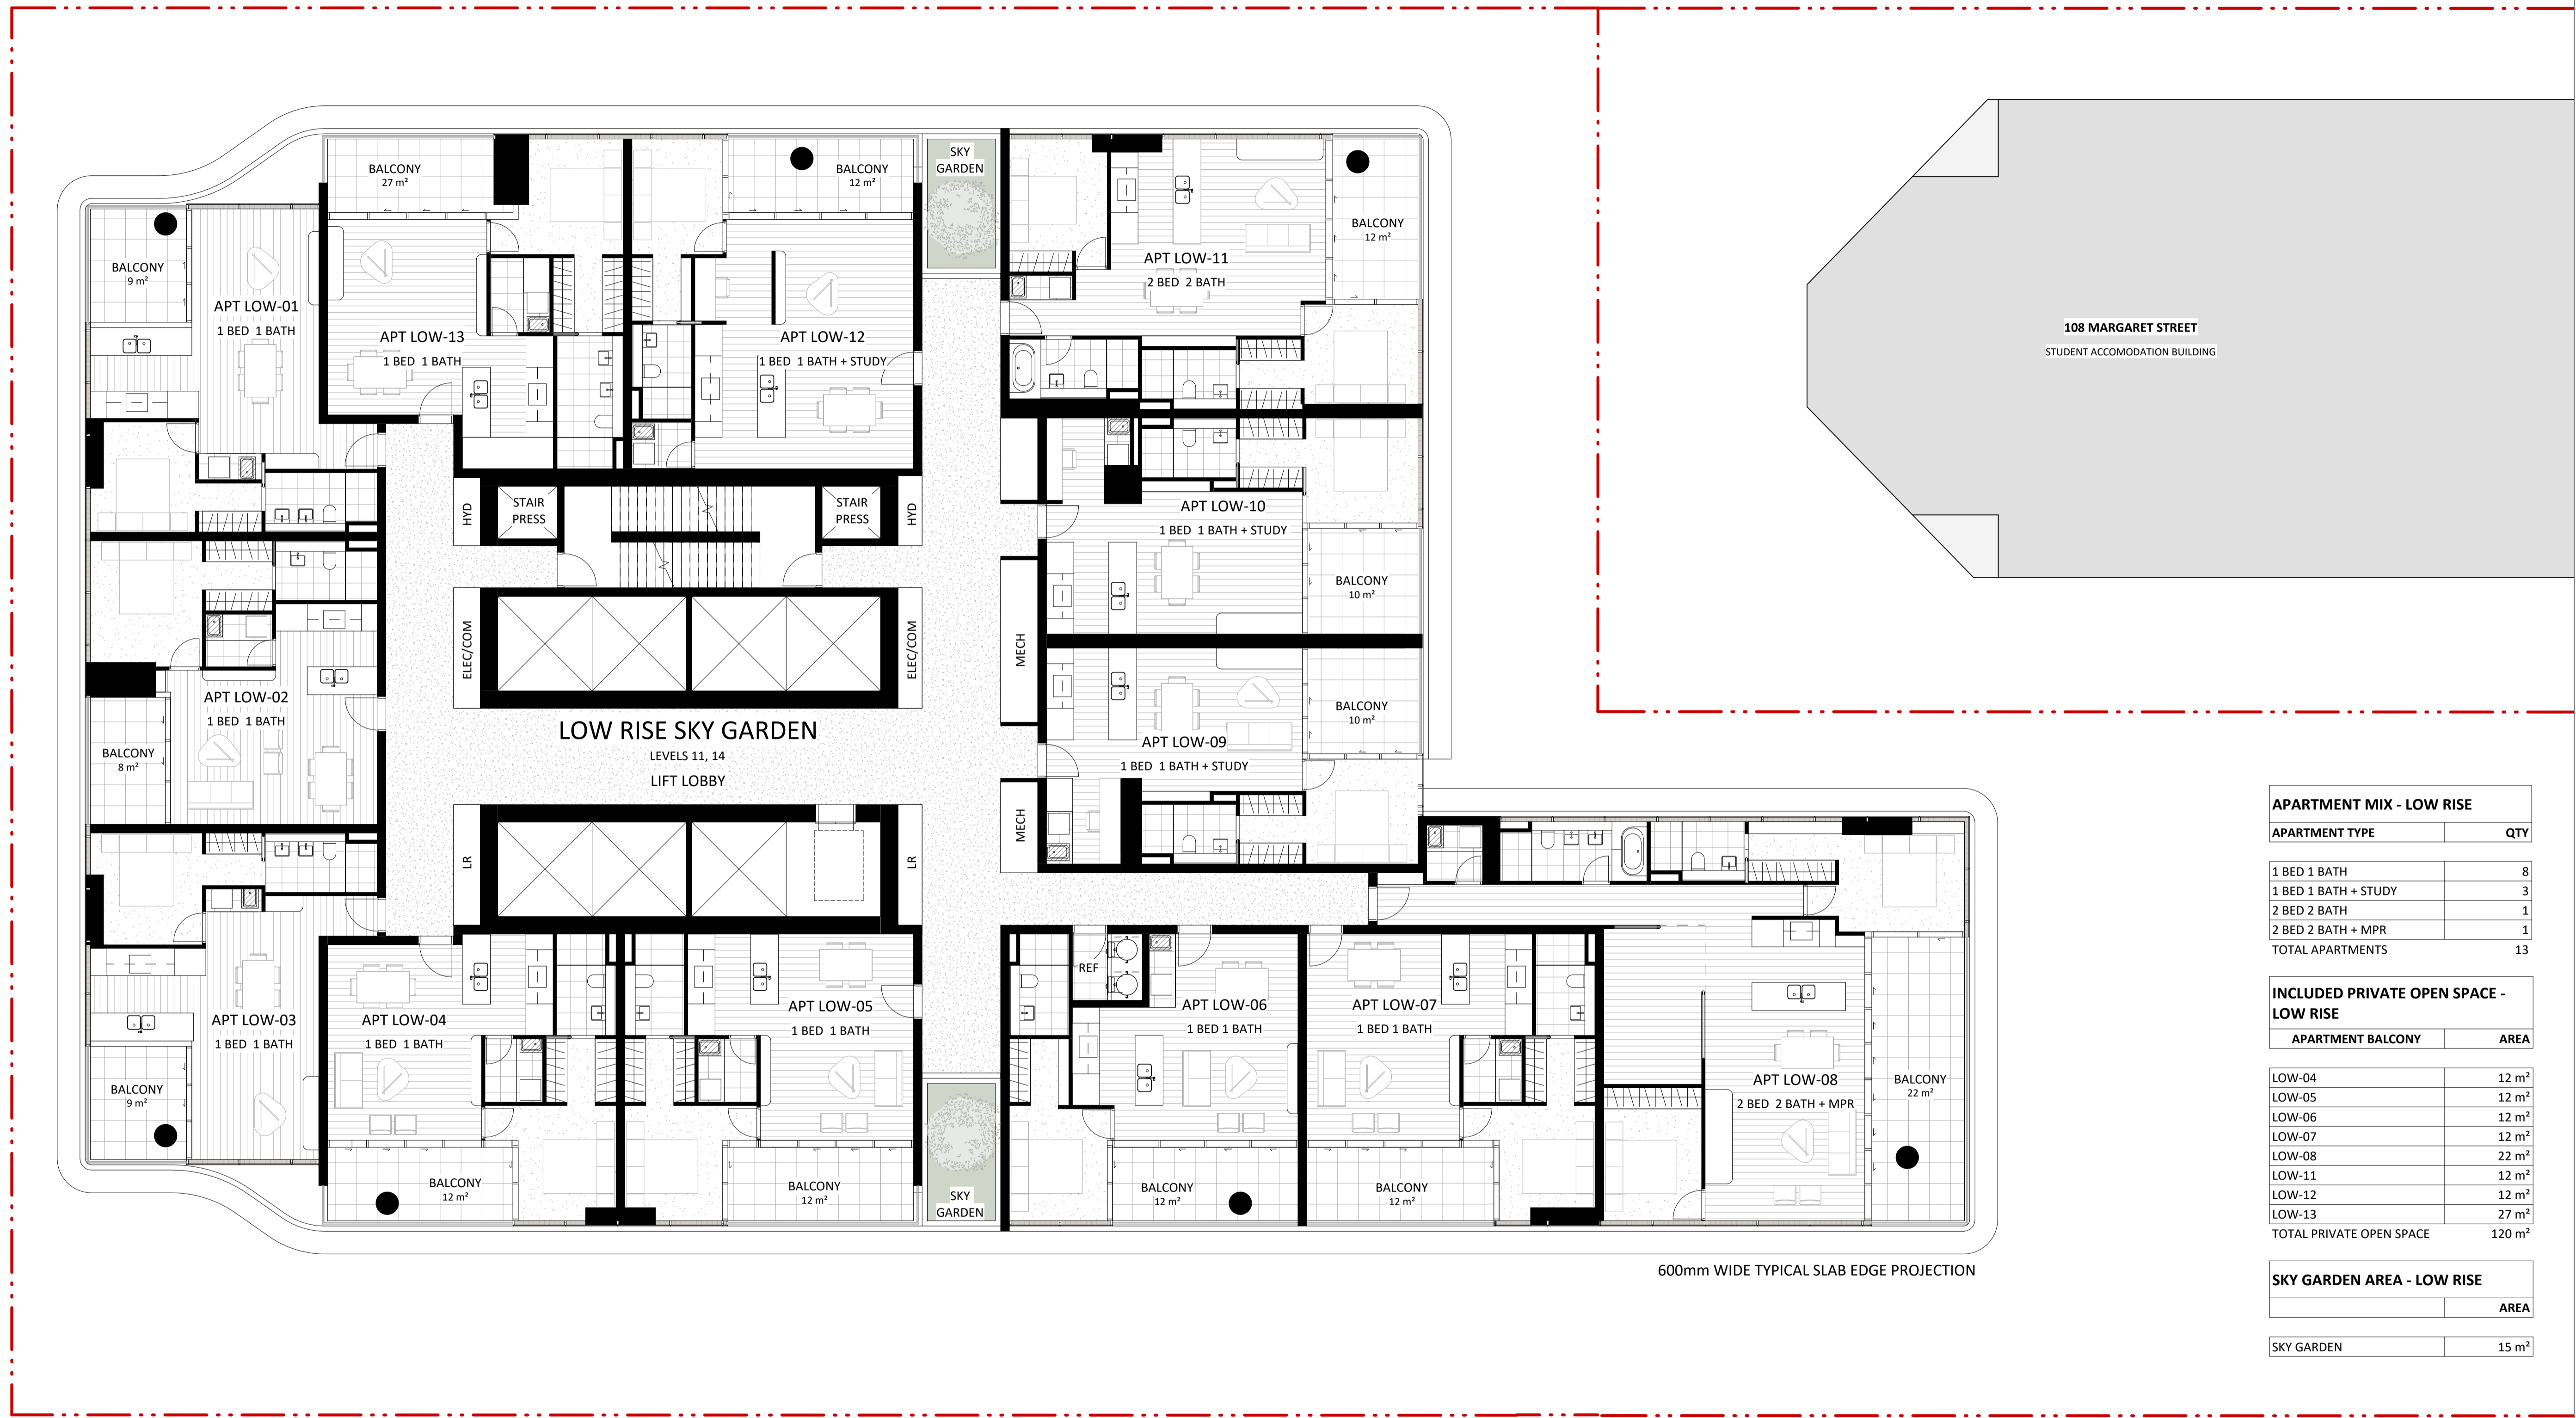 BALCONY
27 m²
BALCONY
12 m²
SKY
GARDEN
BALCONY
12 m²
BALCONY
9 m²
APT LOW-01
1 BED  1 BATH
APT LOW-13
1 BED  1 BATH
APT LOW-12
1 BED  1 BATH + STUDY
APT LOW-11
2 BED  2 BATH
108 MARGARET STREET
STUDENT ACCOMODATION BUILDING
HYD
STAIR
PRESS
STAIR
PRESS
HYD
APT LOW-10
1 BED  1 BATH + STUDY
BALCONY
10 m²
ELEC/COM
ELEC/COM
MECH
APT LOW-02
1 BED  1 BATH
BALCONY
8 m²
LOW RISE SKY GARDEN
LEVELS 11, 14
LIFT LOBBY
BALCONY
10 m²
APT LOW-09
1 BED  1 BATH + STUDY
MECH
LR
LR
APT LOW-03
1 BED  1 BATH
BALCONY
9 m²
APT LOW-04
1 BED  1 BATH
APT LOW-05
1 BED  1 BATH
REF
APT LOW-06
1 BED 1 BATH
APT LOW-07
1 BED 1 BATH
APT LOW-08
2 BED  2 BATH + MPR
BALCONY
22 m²
BALCONY
12 m²
BALCONY
12 m²
SKY
GARDEN
BALCONY
12 m²
BALCONY
12 m²
600mm WIDE TYPICAL SLAB EDGE PROJECTION
APARTMENT MIX - LOW RISE
APARTMENT TYPE QTY
1 BED 1 BATH 8
1 BED 1 BATH + STUDY 3
2 BED 2 BATH 1
2 BED 2 BATH + MPR 1
TOTAL APARTMENTS 13
INCLUDED PRIVATE OPEN SPACE -
LOW RISE
APARTMENT BALCONY AREA
LOW-04 12 m²
LOW-05 12 m²
LOW-06 12 m²
LOW-07 12 m²
LOW-08 22 m²
LOW-11 12 m²
LOW-12 12 m²
LOW-13 27 m²
TOTAL PRIVATE OPEN SPACE 120 m²
SKY GARDEN AREA - LOW RISE
AREA
SKY GARDEN 15 m²